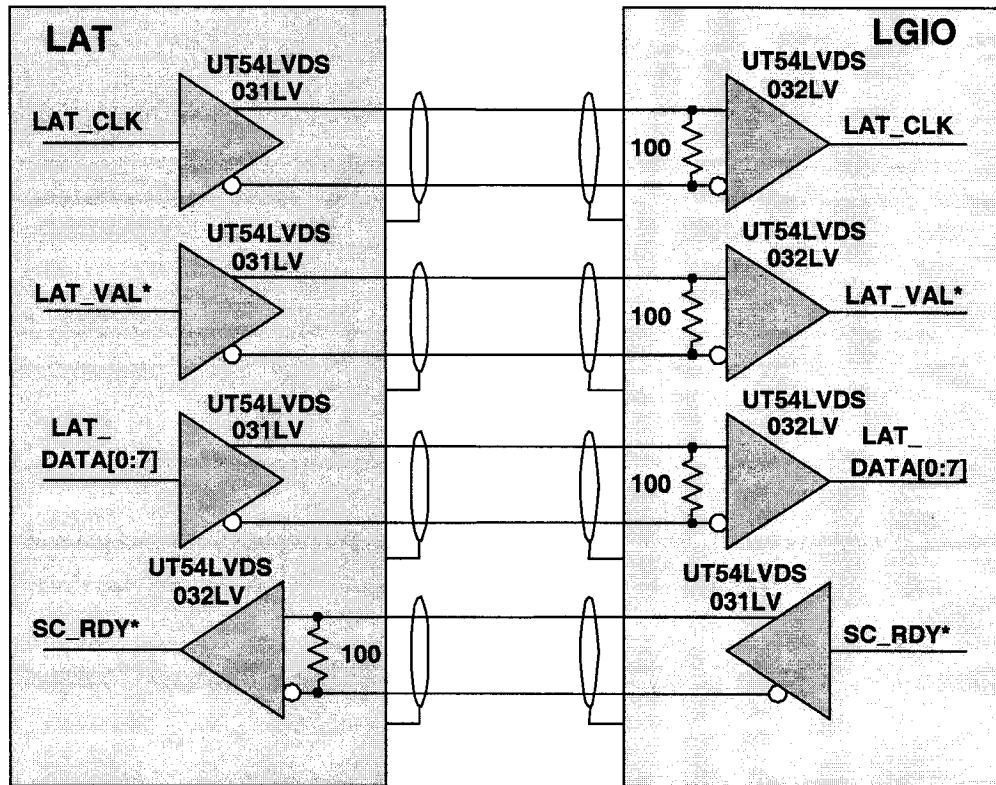 LAT
LGIO
UT54LVDS
031LV
UT54LVDS
032LV
LAT_CLK
100
LAT_CLK
UT54LVDS
031LV
UT54LVDS
032LV
LAT_VAL*
100
LAT_VAL*
UT54LVDS
031LV
UT54LVDS
032LV
LAT_
DATA[0:7]
100
LAT_
DATA[0:7]
UT54LVDS
032LV
UT54LVDS
031LV
SC_RDY*
100
SC_RDY*